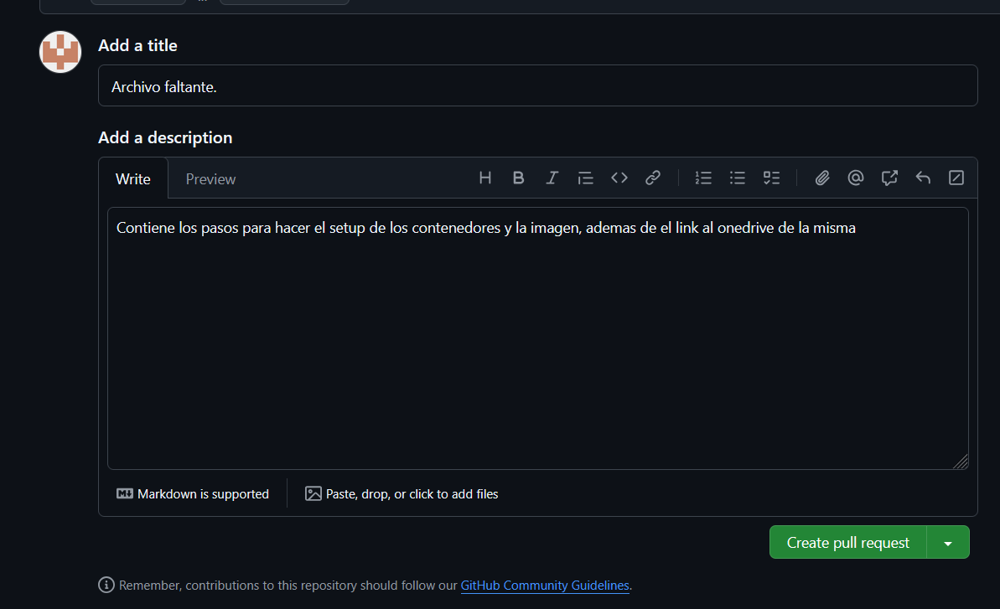 Add a title
Archivo faltante.
Add a description
Write Preview
Contiene los pasos para hacer el setup de los contenedores y la imagen, ademas de el link al onedrive de la misma
Markdown is supported Paste, drop, or click to add files
Create pull request
Remember, contributions to this repository should follow our GitHub Community Guidelines.